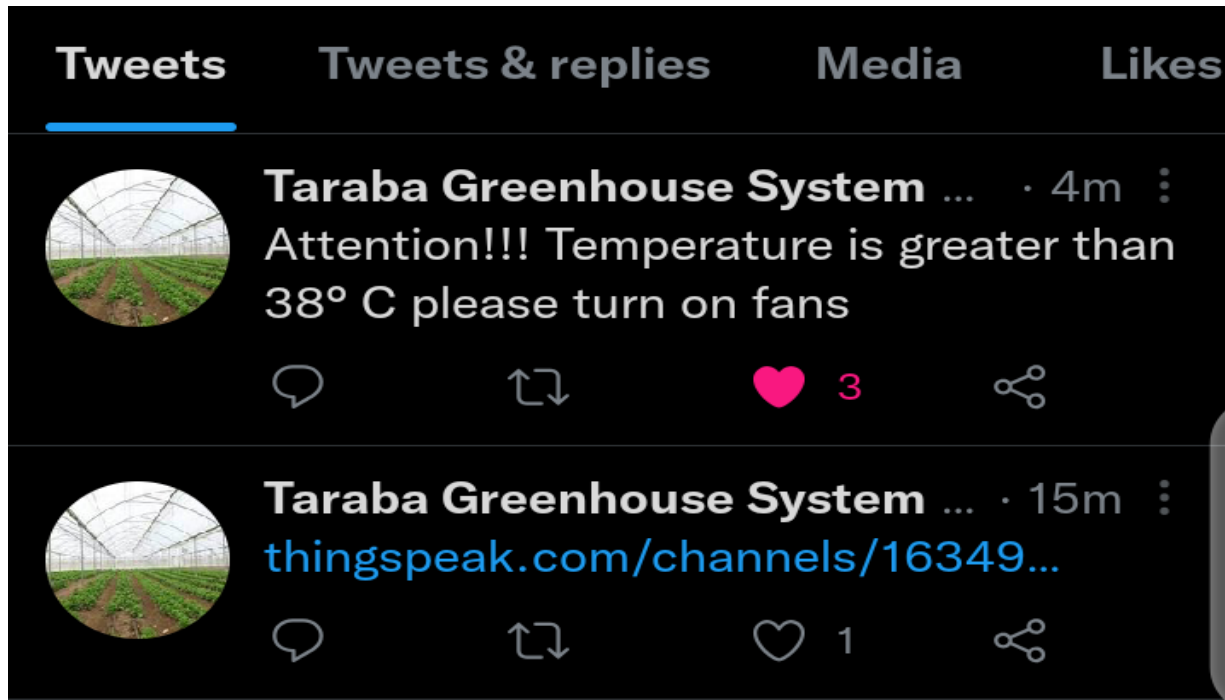 Tweets Tweets & replies Media Likes
Taraba Greenhouse System ... · 4m
Attention!!! Temperature is greater than
38º C please turn on fans
3
Taraba Greenhouse System ... · 15m
thingspeak.com/channels/16349...
1